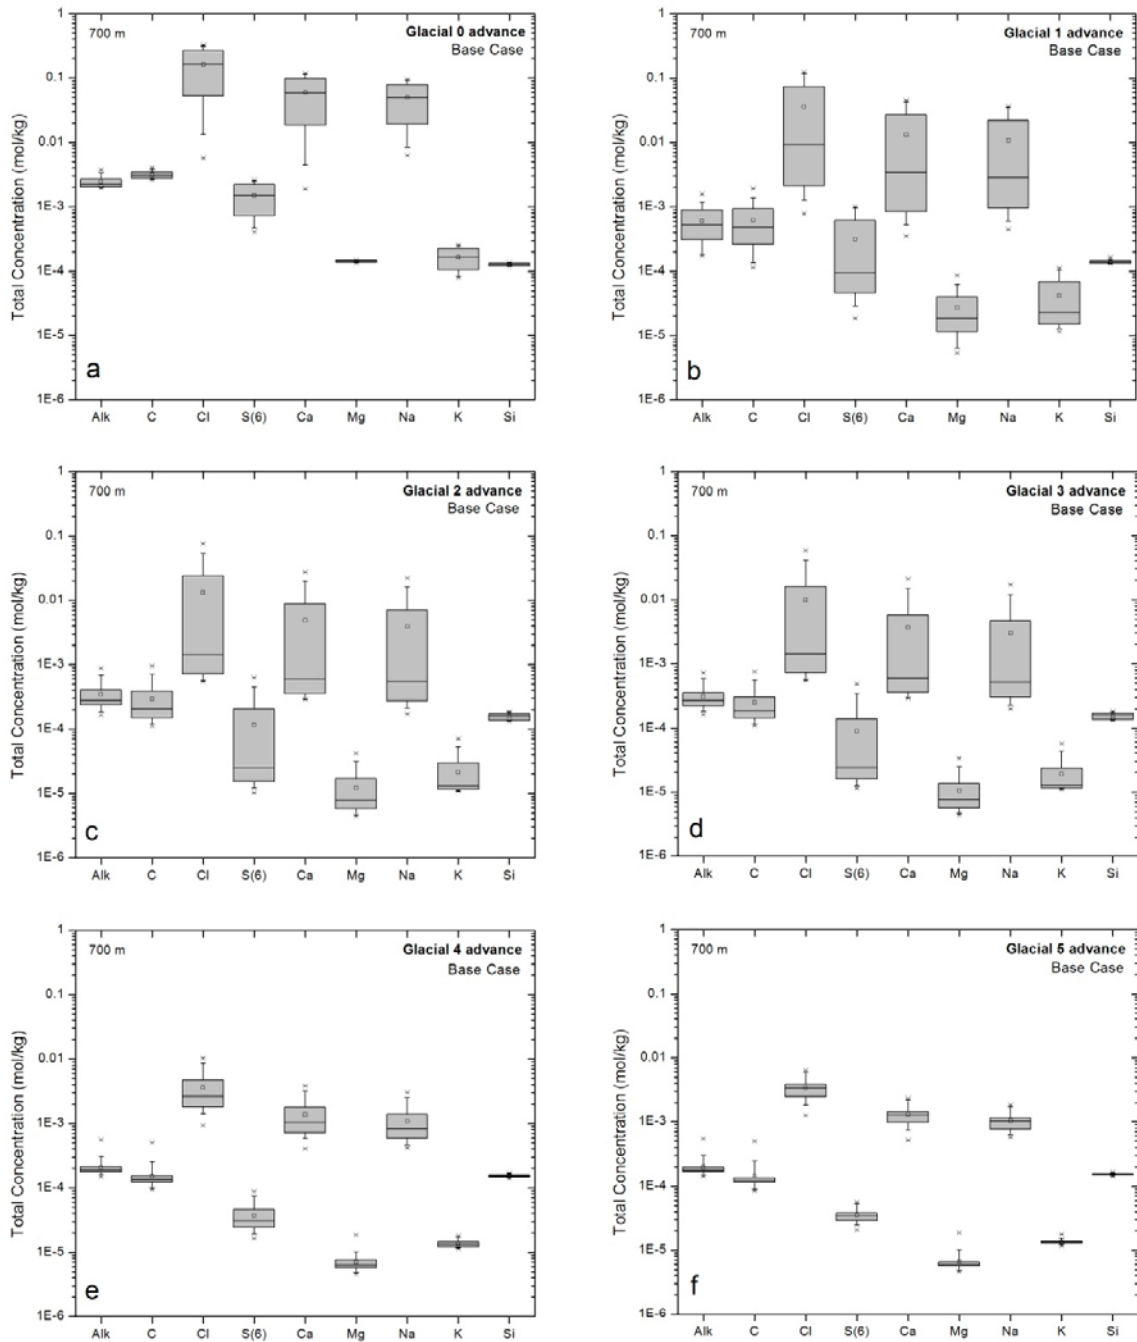 700 m
Glacial 0 advance
Base Case
Total Concentration (mol/kg)
1
0.1
0.01
1E-3
1E-4
1E-5
1E-6
a
Alk C Cl S(6) Ca Mg Na K Si
700 m
Glacial 1 advance
Base Case
Total Concentration (mol/kg)
1
0.1
0.01
1E-3
1E-4
1E-5
1E-6
b
Alk C Cl S(6) Ca Mg Na K Si
700 m
Glacial 2 advance
Base Case
Total Concentration (mol/kg)
1
0.1
0.01
1E-3
1E-4
1E-5
1E-6
c
Alk C Cl S(6) Ca Mg Na K Si
700 m
Glacial 3 advance
Base Case
Total Concentration (mol/kg)
1
0.1
0.01
1E-3
1E-4
1E-5
1E-6
d
Alk C Cl S(6) Ca Mg Na K Si
700 m
Glacial 4 advance
Base Case
Total Concentration (mol/kg)
1
0.1
0.01
1E-3
1E-4
1E-5
1E-6
e
Alk C Cl S(6) Ca Mg Na K Si
700 m
Glacial 5 advance
Base Case
Total Concentration (mol/kg)
1
0.1
0.01
1E-3
1E-4
1E-5
1E-6
f
Alk C Cl S(6) Ca Mg Na K Si